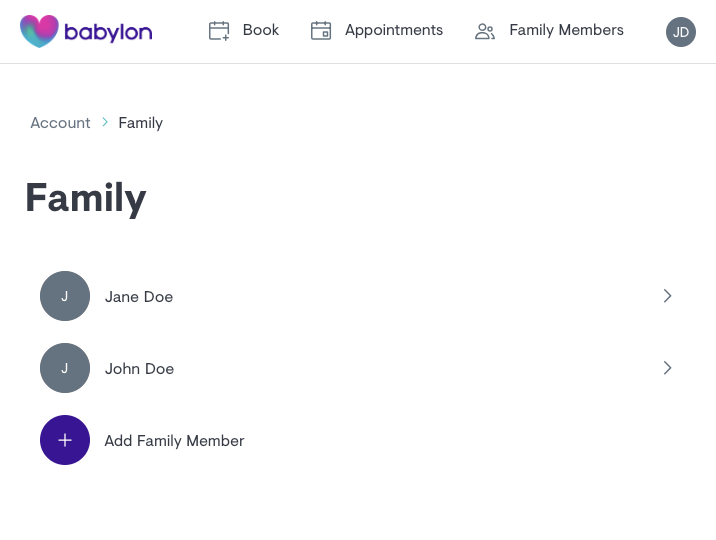 babylon
Book
Appointments
Family Members
JD
Account Family
Family
J Jane Doe
J John Doe
Add Family Member